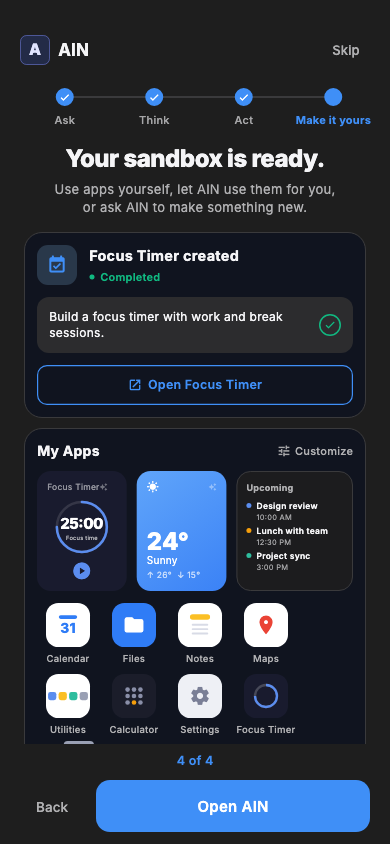 A AIN
Skip
Ask Think Act Make it yours
Your sandbox is ready.
Use apps yourself, let AIN use them for you,
or ask AIN to make something new.
Focus Timer created
Completed
Build a focus timer with work and break
sessions.
Open Focus Timer
My Apps
Customize
Focus Timer
25:00
Focus time
24°
Sunny
↑ 26° ↓ 15°
Upcoming
Design review
10:00 AM
Lunch with team
12:30 PM
Project sync
3:00 PM
31
Calendar Files Notes Maps
Utilities Calculator Settings Focus Timer
4 of 4
Back
Open AIN